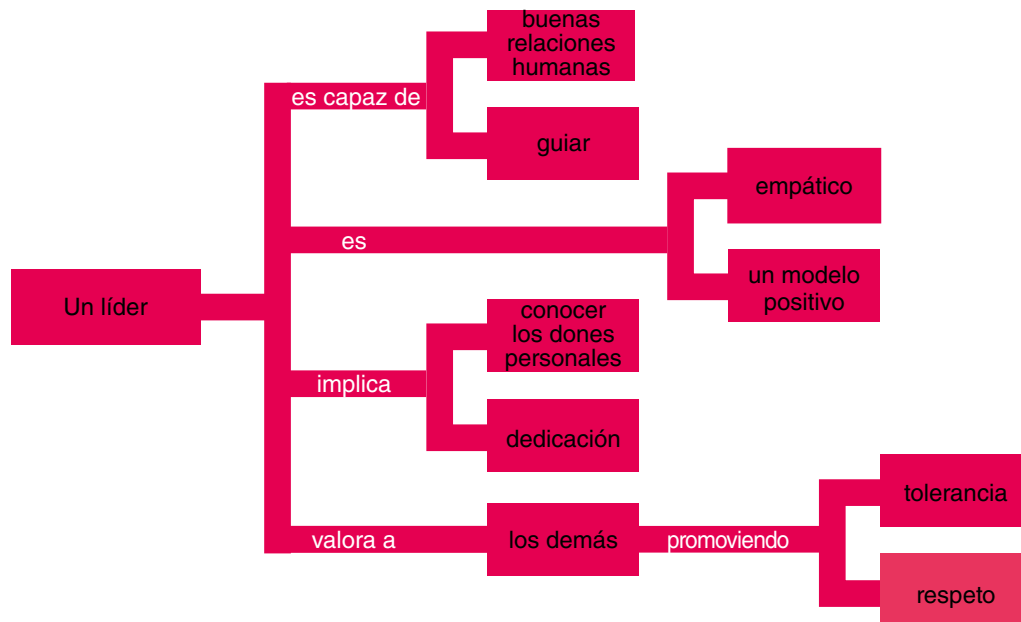 Un líder
es capaz de
buenas
relaciones
humanas
guiar
es
empático
un modelo
positivo
implica
conocer
los dones
personales
dedicación
valora a
los demás
promoviendo
tolerancia
respeto